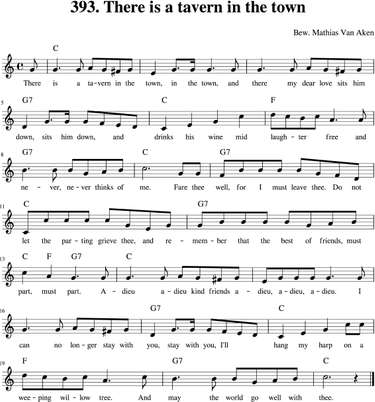 393. There is a tavern in the town
Bew. Mathias Van Aken
C
There is a ta-vern in the town, in the town, and there my dear love sits him
5 G7 C F
down, sits him down, and drinks his wine mid laugh-ter free and
8 G7 C G7
ne-ver, ne-ver thinks of me. Fare thee well, for I must leave thee. Do not
11 C G7
let the par-ting grieve thee, and re-mem-ber that the best of friends, must
13 C F G7 C
part, must part. A-dieu a-dieu kind friends a-dieu, a-dieu, a-dieu. I
16 G7 C
can no lon-ger stay with you, stay with you, I'll hang my harp on a
19 F C G7 C
wee-ping wil-low tree. And may the world go well with thee.